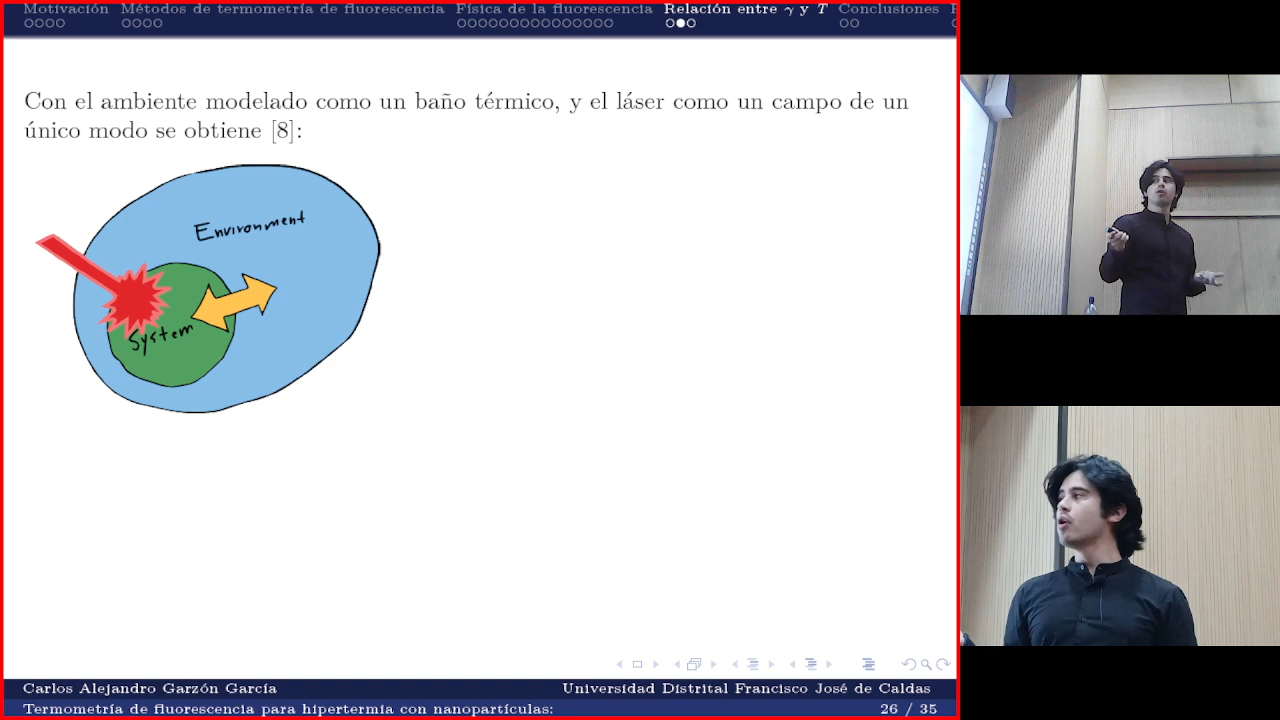 Motivación Métodos de termometría de fluorescencia Física de la fluorescencia Relación entre γ y T Conclusiones
Con el ambiente modelado como un baño térmico, y el láser como un campo de un
único modo se obtiene [8]:
Environment
System
Carlos Alejandro Garzón García Universidad Distrital Francisco José de Caldas
Termometría de fluorescencia para hipertermia con nanopartículas: 26 / 35